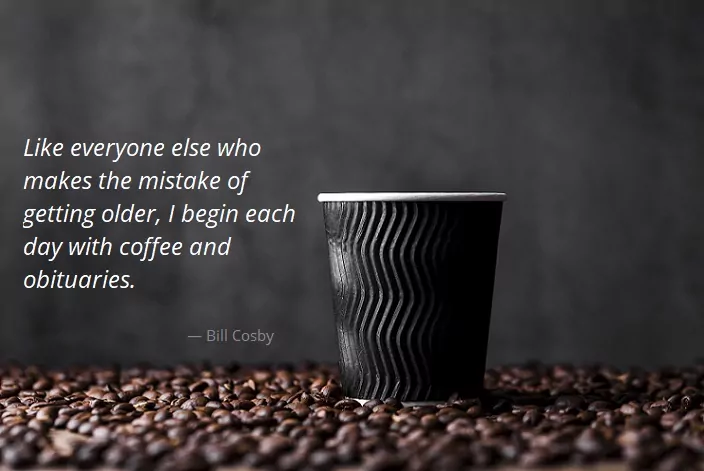 Like everyone else who
makes the mistake of
getting older, I begin each
day with coffee and
obituaries.
— Bill Cosby